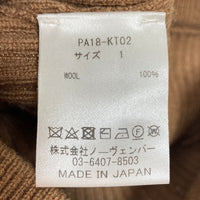 PA18-KT02
サイズ 1
WOOL 100%
株式会社ノーヴェンバー
03-6407-8503
MADE IN JAPAN